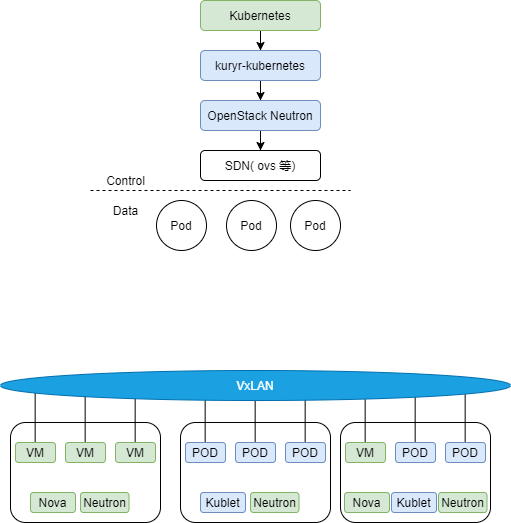 Kubernetes
kuryr-kubernetes
OpenStack Neutron
SDN( ovs 等)
Control
Data
Pod Pod Pod
VxLAN
VM VM VM POD POD POD VM POD POD
Nova Neutron Kublet Neutron Nova Kublet Neutron